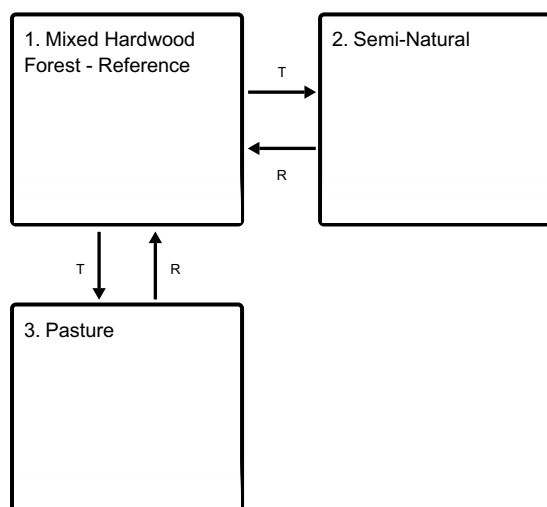 1. Mixed Hardwood
Forest - Reference
2. Semi-Natural
T
R
T
R
3. Pasture